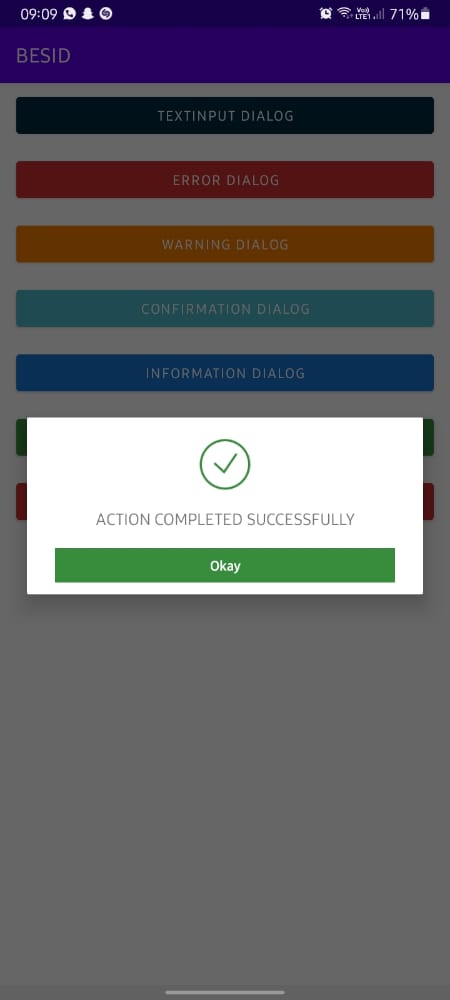 09:09
Vo))
LTE1
71%
BESID
TEXTINPUT DIALOG
ERROR DIALOG
WARNING DIALOG
CONFIRMATION DIALOG
INFORMATION DIALOG
ACTION COMPLETED SUCCESSFULLY
Okay